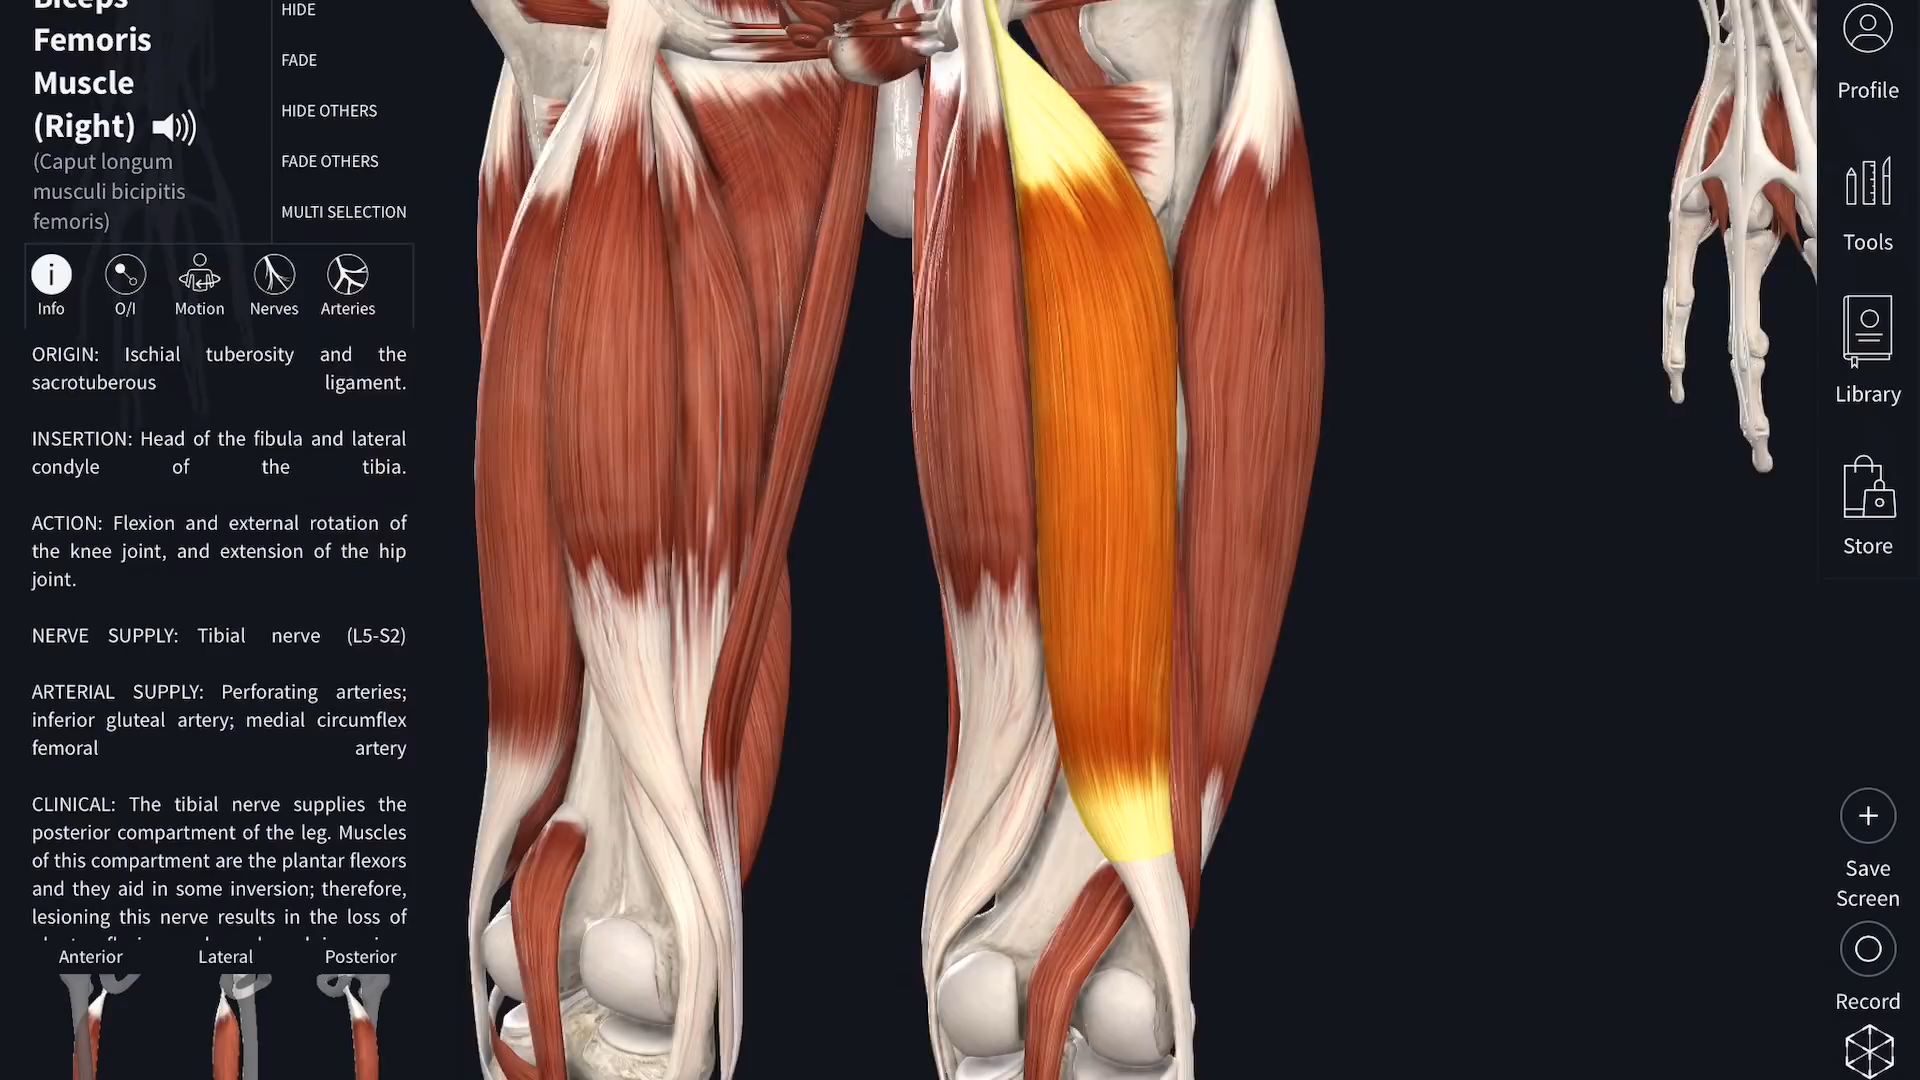 Biceps
Femoris
Muscle
(Right)
(Caput longum
musculi bicipitis
femoris)
HIDE
FADE
HIDE OTHERS
FADE OTHERS
MULTI SELECTION
Info
O/I
Motion
Nerves
Arteries
ORIGIN: Ischial tuberosity and the
sacrotuberous ligament.
INSERTION: Head of the fibula and lateral
condyle of the tibia.
ACTION: Flexion and external rotation of
the knee joint, and extension of the hip
joint.
NERVE SUPPLY: Tibial nerve (L5-S2)
ARTERIAL SUPPLY: Perforating arteries;
inferior gluteal artery; medial circumflex
femoral artery
CLINICAL: The tibial nerve supplies the
posterior compartment of the leg. Muscles
of this compartment are the plantar flexors
and they aid in some inversion; therefore,
lesioning this nerve results in the loss of
Anterior
Lateral
Posterior
Profile
Tools
Library
Store
Save
Screen
Record